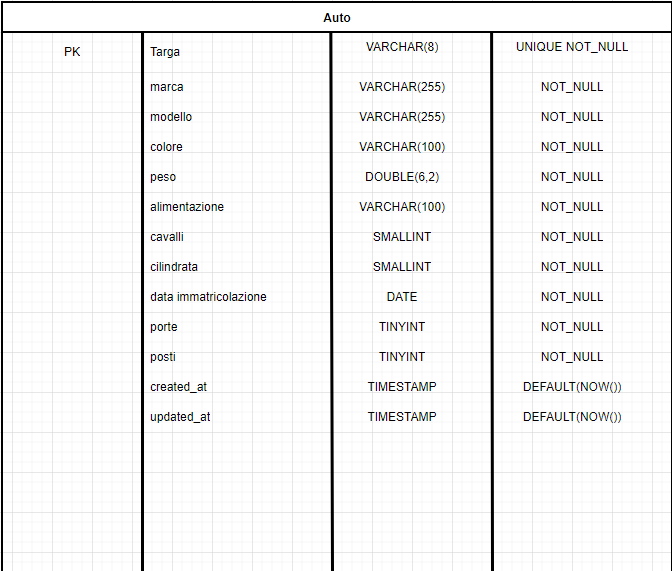 Auto
PK Targa VARCHAR(8) UNIQUE NOT_NULL
marca VARCHAR(255) NOT_NULL
modello VARCHAR(255) NOT_NULL
colore VARCHAR(100) NOT_NULL
peso DOUBLE(6,2) NOT_NULL
alimentazione VARCHAR(100) NOT_NULL
cavalli SMALLINT NOT_NULL
cilindrata SMALLINT NOT_NULL
data immatricolazione DATE NOT_NULL
porte TINYINT NOT_NULL
posti TINYINT NOT_NULL
created_at TIMESTAMP DEFAULT(NOW())
updated_at TIMESTAMP DEFAULT(NOW())